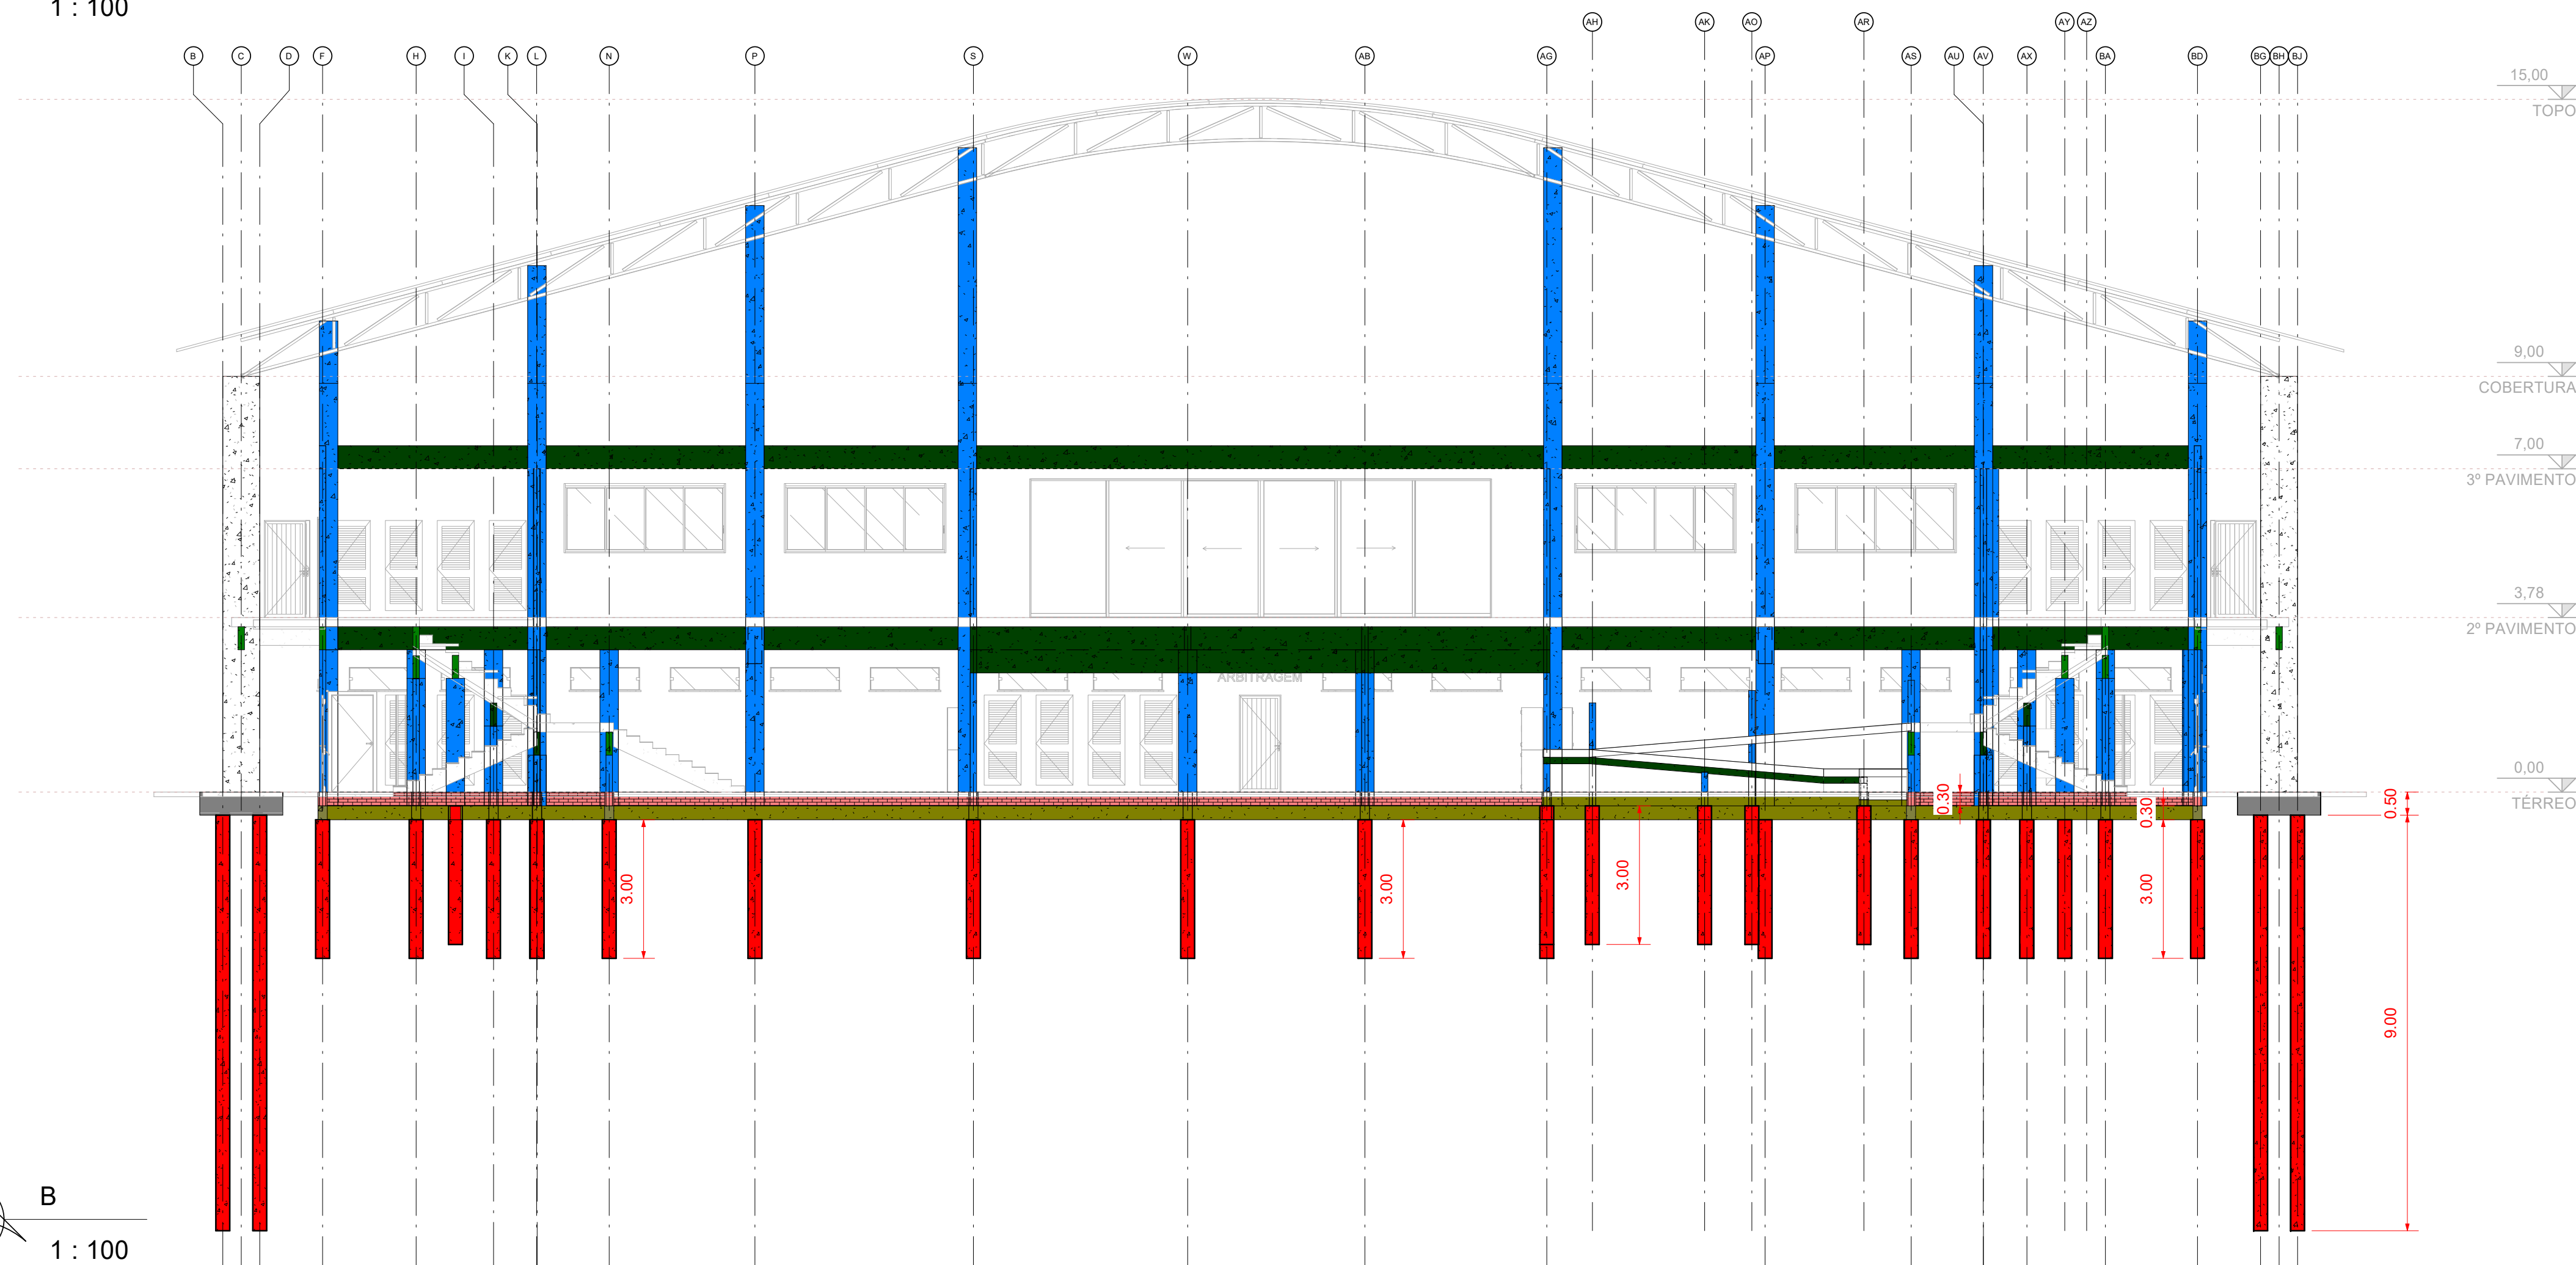 1 : 100
AH AK AO AR AY AZ
B C D F H I K L N P S W AB AG AP AS AU AV AX BA BD BG BH BJ
15,00
TOPO
9,00
COBERTURA
7,00
3º PAVIMENTO
3,78
2º PAVIMENTO
ARBITRAGEM
0,00
TÉRREO
0.30
0.30
0.50
3.00
3.00
3.00
3.00
9.00
B
1 : 100